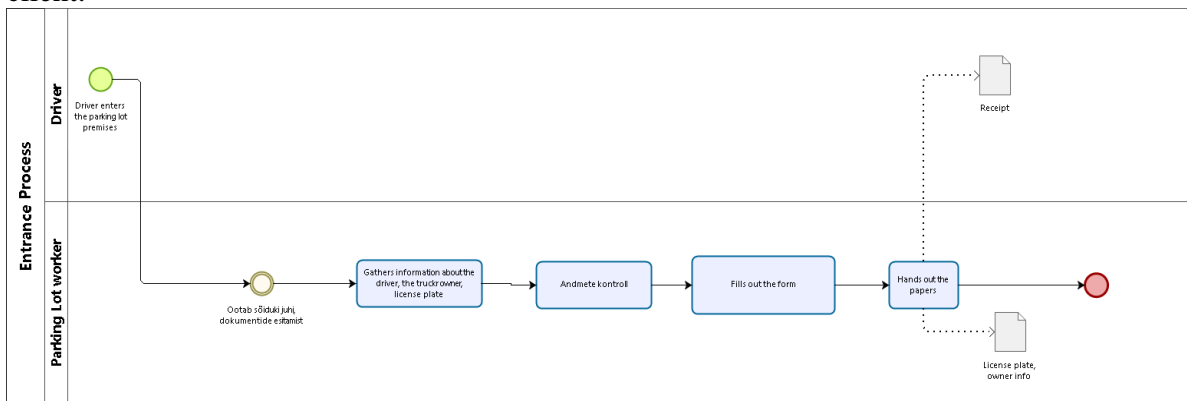 client.
Entrance Process
Driver
Driver enters
the parking lot
premises
Receipt
Parking Lot worker
Ootab sõiduki juhi,
dokumentide esitamist
Gathers information about the
driver, the truckrowner,
license plate
Andmete kontroll
Fills out the form
Hands out the
papers
License plate,
owner info